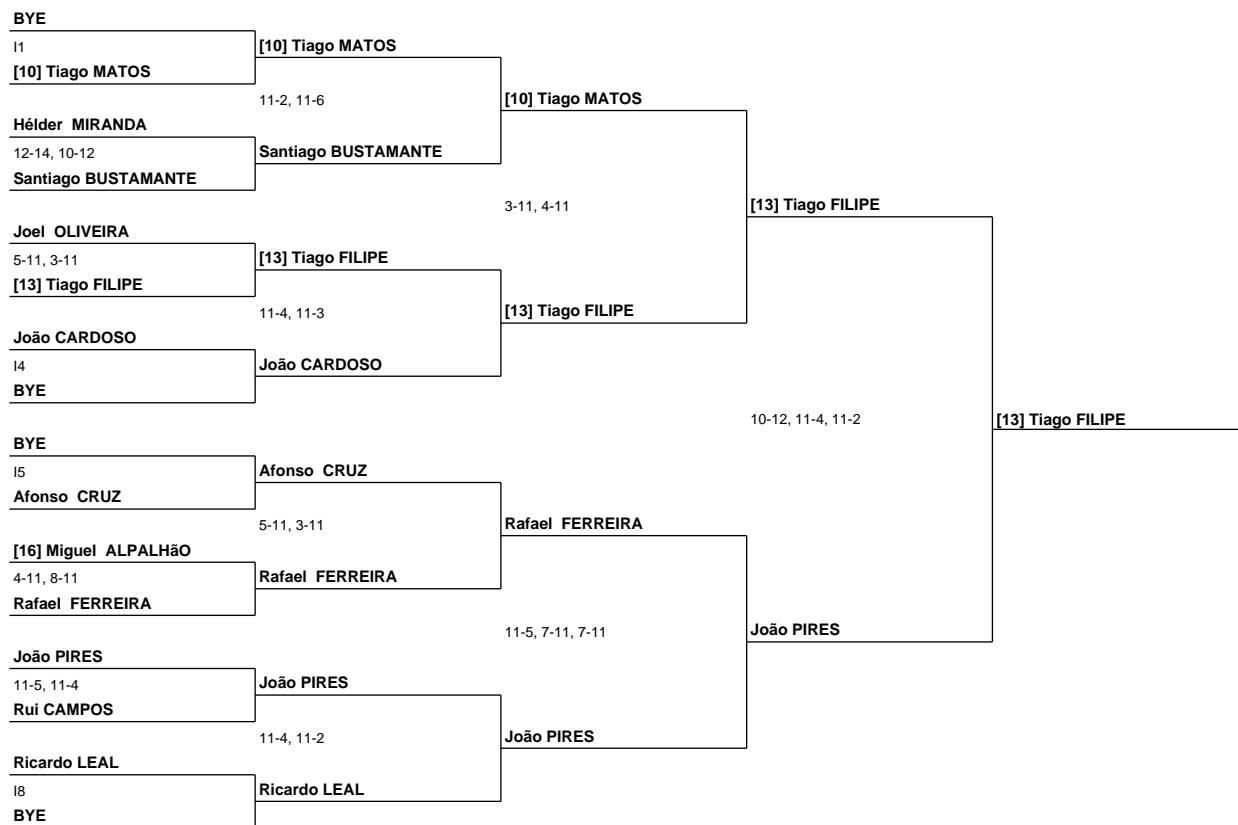 BYE
I1
[10] Tiago MATOS
[10] Tiago MATOS
11-2, 11-6
[10] Tiago MATOS
Hélder  MIRANDA
12-14, 10-12
Santiago BUSTAMANTE
Santiago BUSTAMANTE
3-11, 4-11
[13] Tiago FILIPE
Joel  OLIVEIRA
5-11, 3-11
[13] Tiago FILIPE
[13] Tiago FILIPE
11-4, 11-3
[13] Tiago FILIPE
João CARDOSO
I4
BYE
João CARDOSO
10-12, 11-4, 11-2
[13] Tiago FILIPE
BYE
I5
Afonso  CRUZ
Afonso  CRUZ
5-11, 3-11
Rafael  FERREIRA
[16] Miguel  ALPALHãO
4-11, 8-11
Rafael  FERREIRA
Rafael  FERREIRA
11-5, 7-11, 7-11
João PIRES
João PIRES
11-5, 11-4
Rui CAMPOS
João PIRES
11-4, 11-2
João PIRES
Ricardo LEAL
I8
BYE
Ricardo LEAL